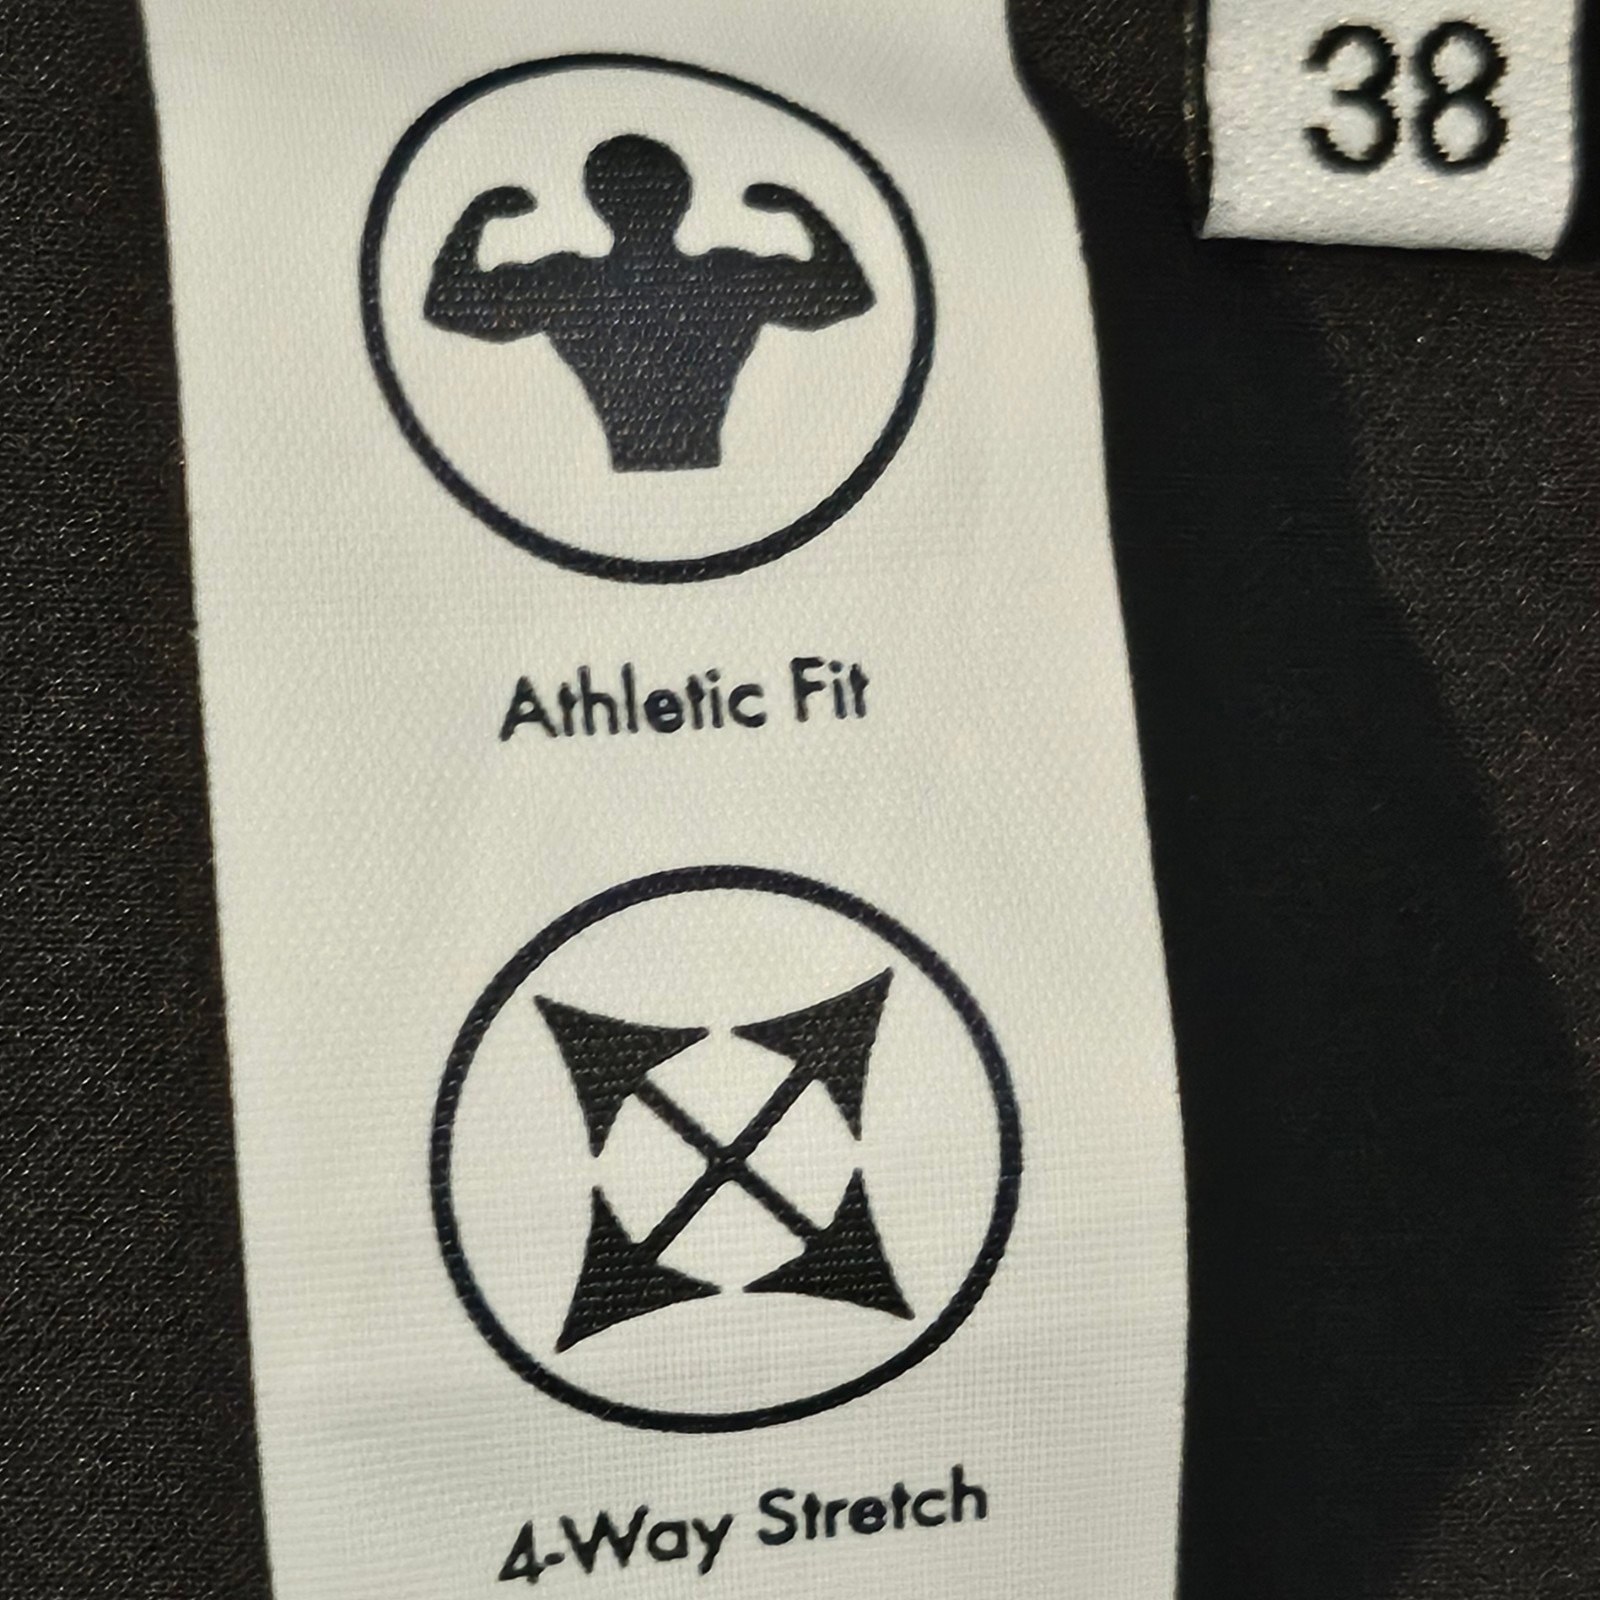 38
Athletic Fit
4-Way Stretch